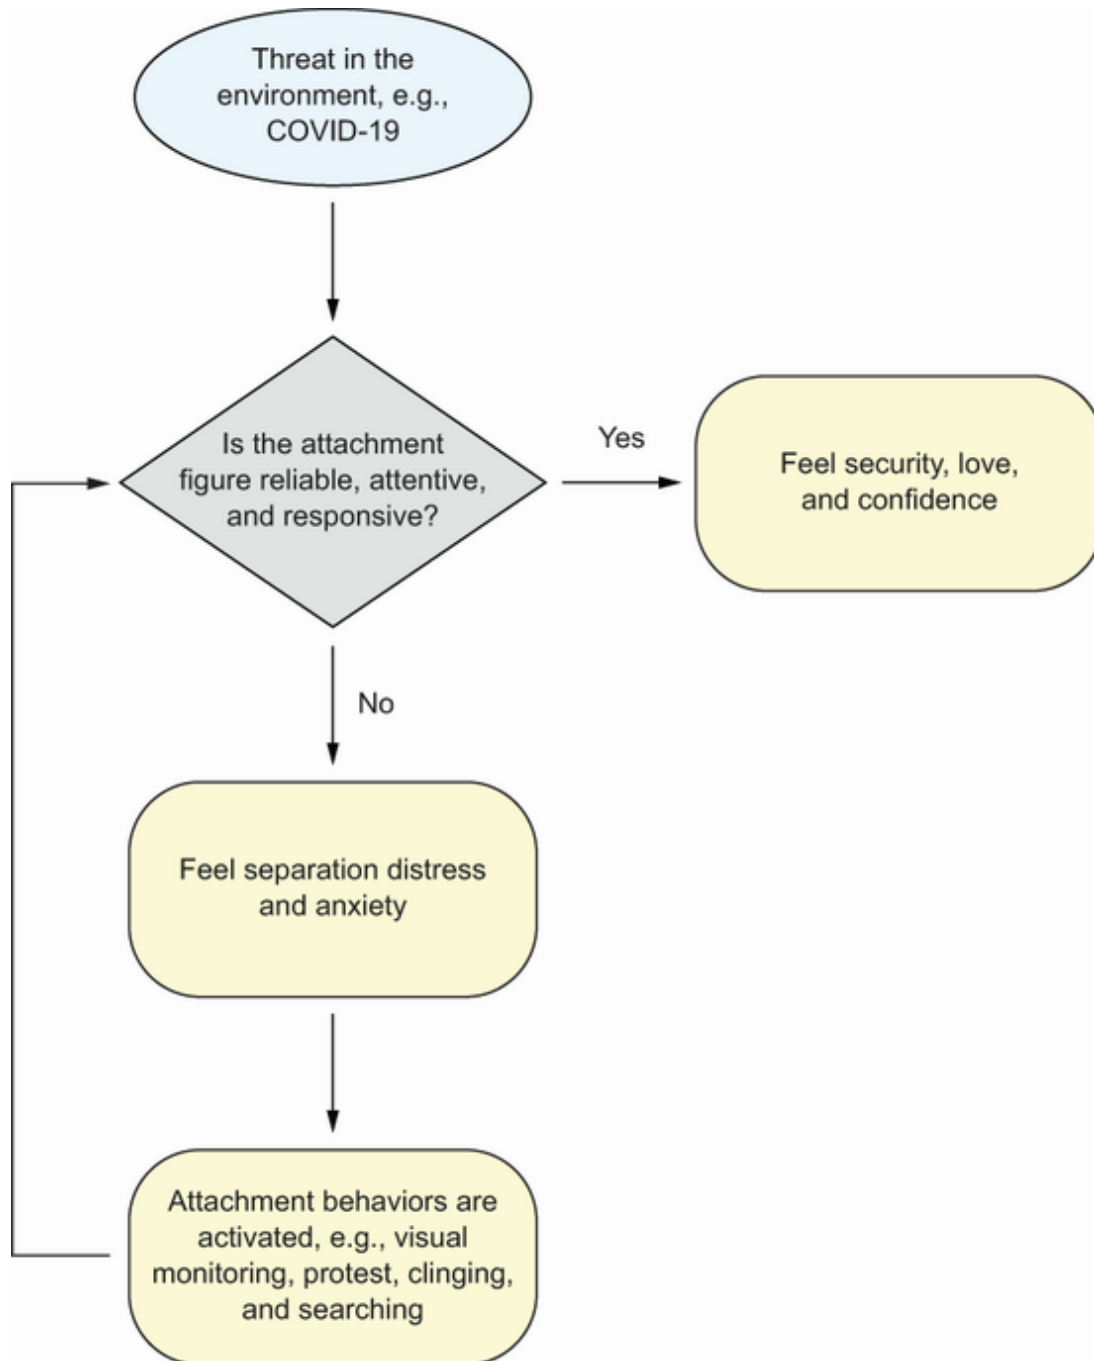 Threat in the
environment, e.g.,
COVID-19
Is the attachment
figure reliable, attentive,
and responsive?
Yes
Feel security, love,
and confidence
No
Feel separation distress
and anxiety
Attachment behaviors are
activated, e.g., visual
monitoring, protest, clinging,
and searching